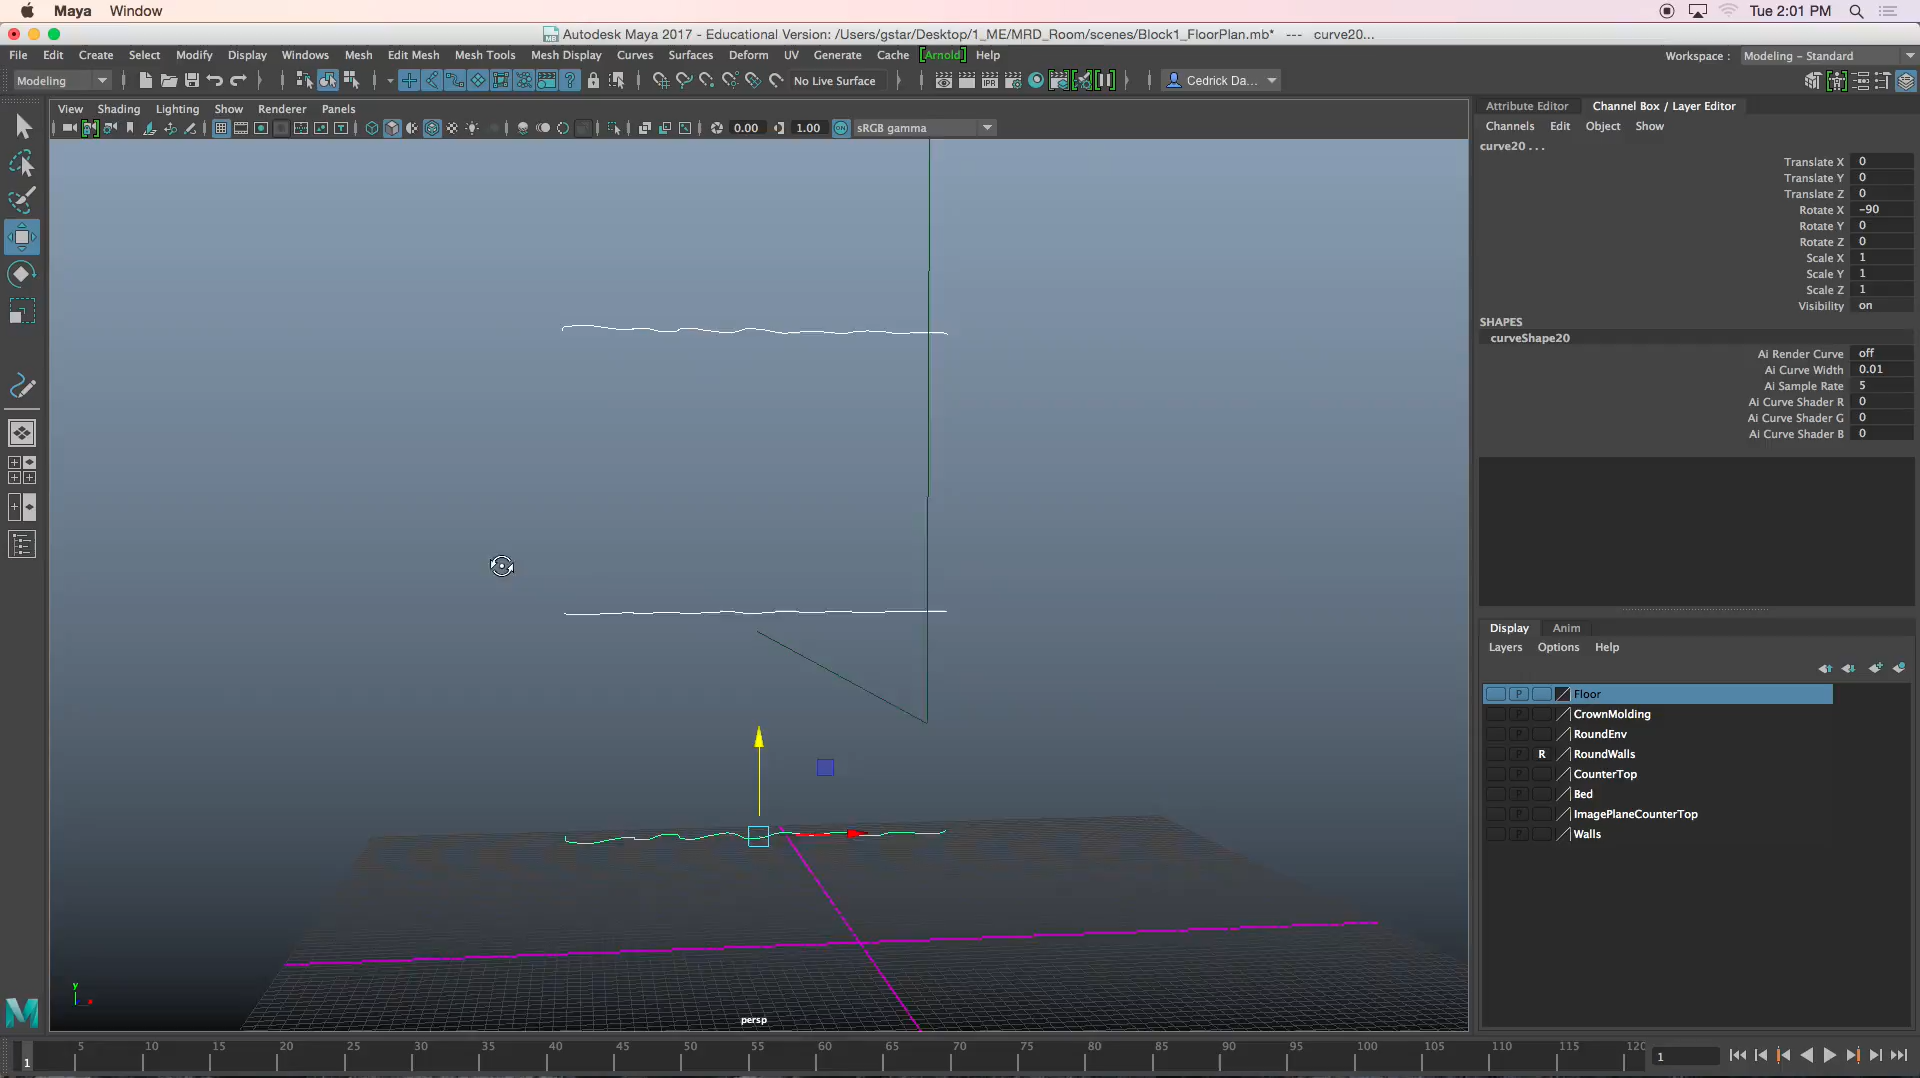 Maya Window Tue 2:01 PM
Autodesk Maya 2017 - Educational Version: /Users/gstar/Desktop/1_ME/MRD_Room/scenes/Block1_FloorPlan.mb* --- curve20...
File Edit Create Select Modify Display Windows Mesh Edit Mesh Mesh Tools Mesh Display Curves Surfaces Deform UV Generate Cache [Arnold] Help Workspace : Modeling - Standard
Modeling No Live Surface IPR Cedrick Da...
View Shading Lighting Show Renderer Panels
0.00 1.00 ON sRGB gamma
Attribute Editor Channel Box / Layer Editor
Channels Edit Object Show
curve20 . . .
Translate X 0
Translate Y 0
Translate Z 0
Rotate X -90
Rotate Y 0
Rotate Z 0
Scale X 1
Scale Y 1
Scale Z 1
Visibility on
SHAPES
curveShape20
Ai Render Curve off
Ai Curve Width 0.01
Ai Sample Rate 5
Ai Curve Shader R 0
Ai Curve Shader G 0
Ai Curve Shader B 0
Display Anim
Layers Options Help
P Floor
P CrownMolding
P RoundEnv
P R RoundWalls
P CounterTop
P Bed
P ImagePlaneCounterTop
P Walls
y
x
persp
M
1 5 10 15 20 25 30 35 40 45 50 55 60 65 70 75 80 85 90 95 100 105 110 115 120 1